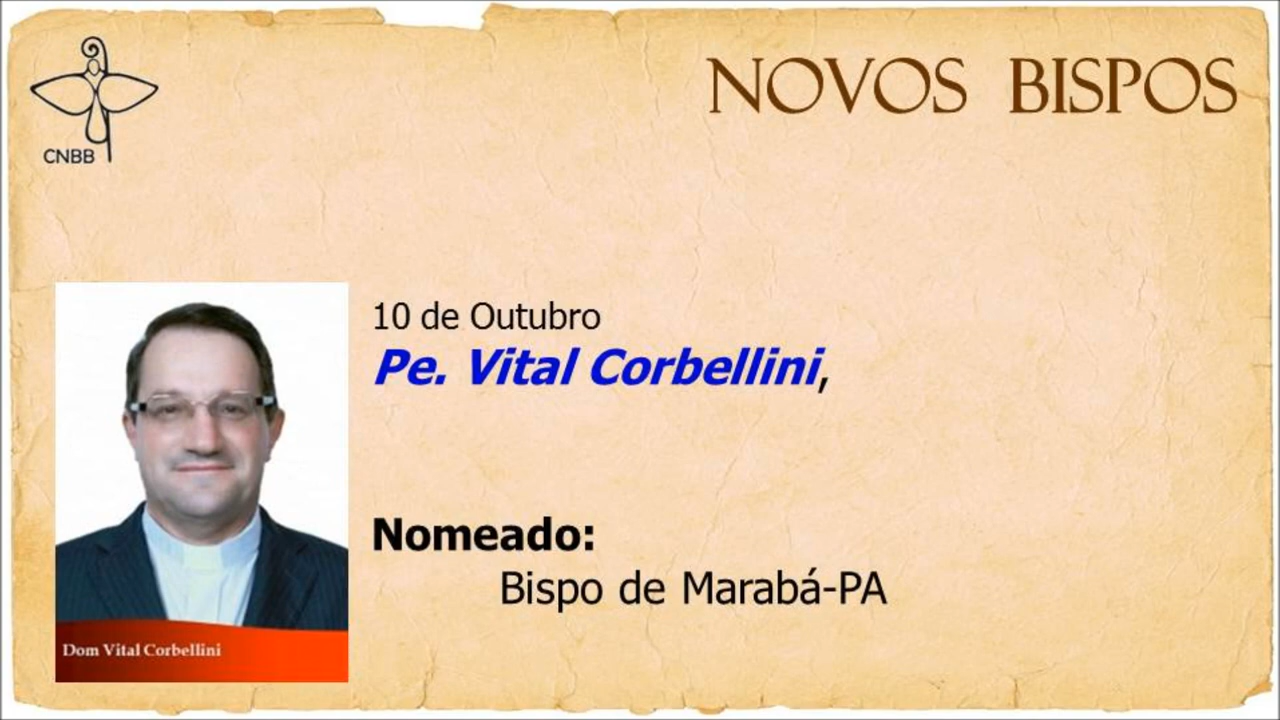 NOVOS BISPOS
CNBB
10 de Outubro
Pe. Vital Corbellini,
Nomeado:
Bispo de Marabá-PA
Dom Vital Corbellini